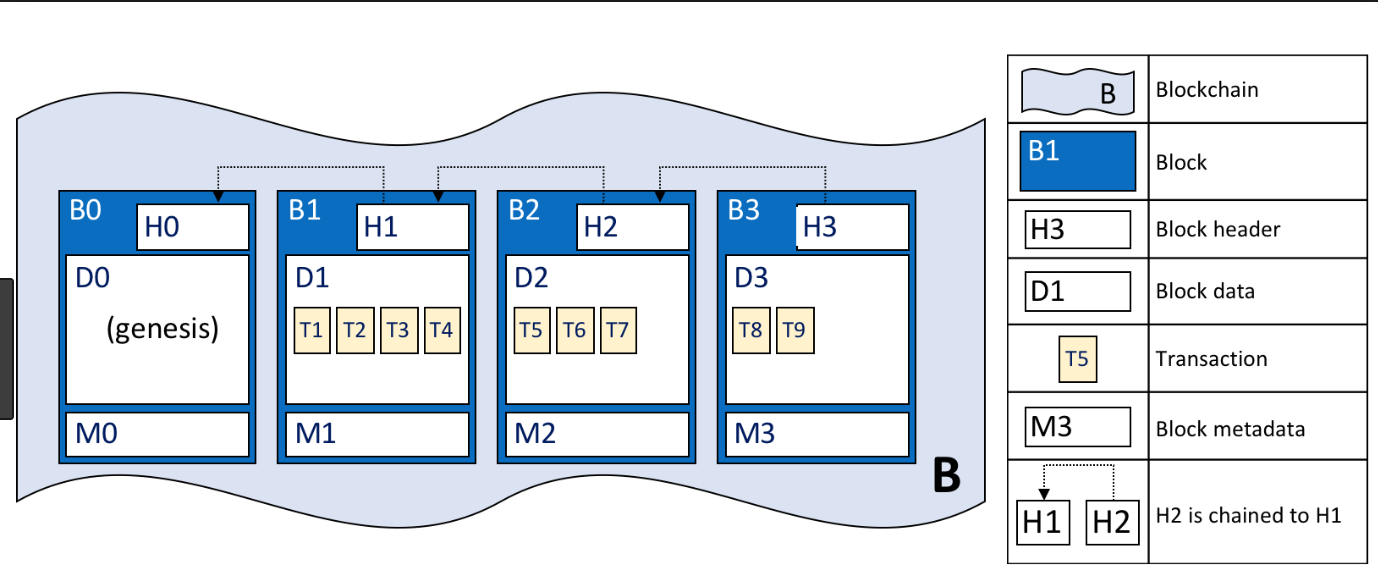 B0
H0
D0
(genesis)
M0
B1
H1
D1
T1 T2 T3 T4
M1
B2
H2
D2
T5 T6 T7
M2
B3
H3
D3
T8 T9
M3
B
B Blockchain
B1 Block
H3 Block header
D1 Block data
T5 Transaction
M3 Block metadata
H1 H2 H2 is chained to H1